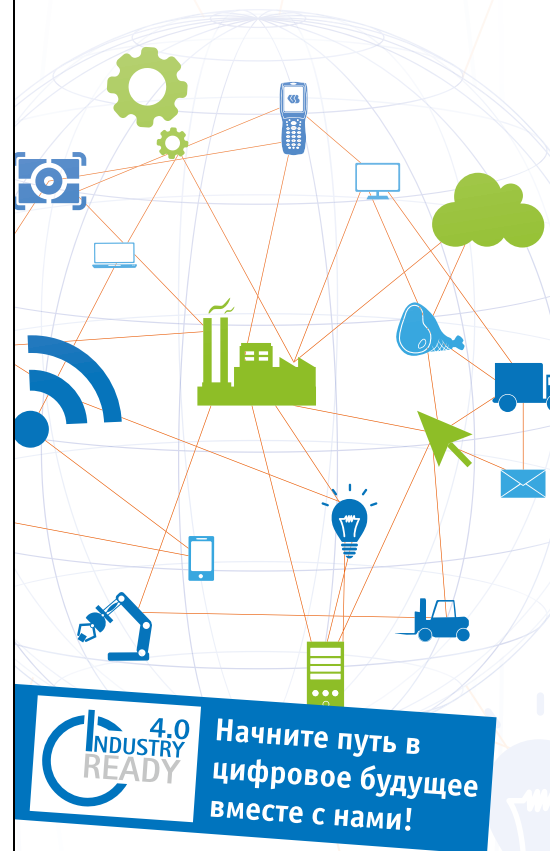 4.0
INDUSTRY
READY
Начните путь в
цифровое будущее
вместе с нами!